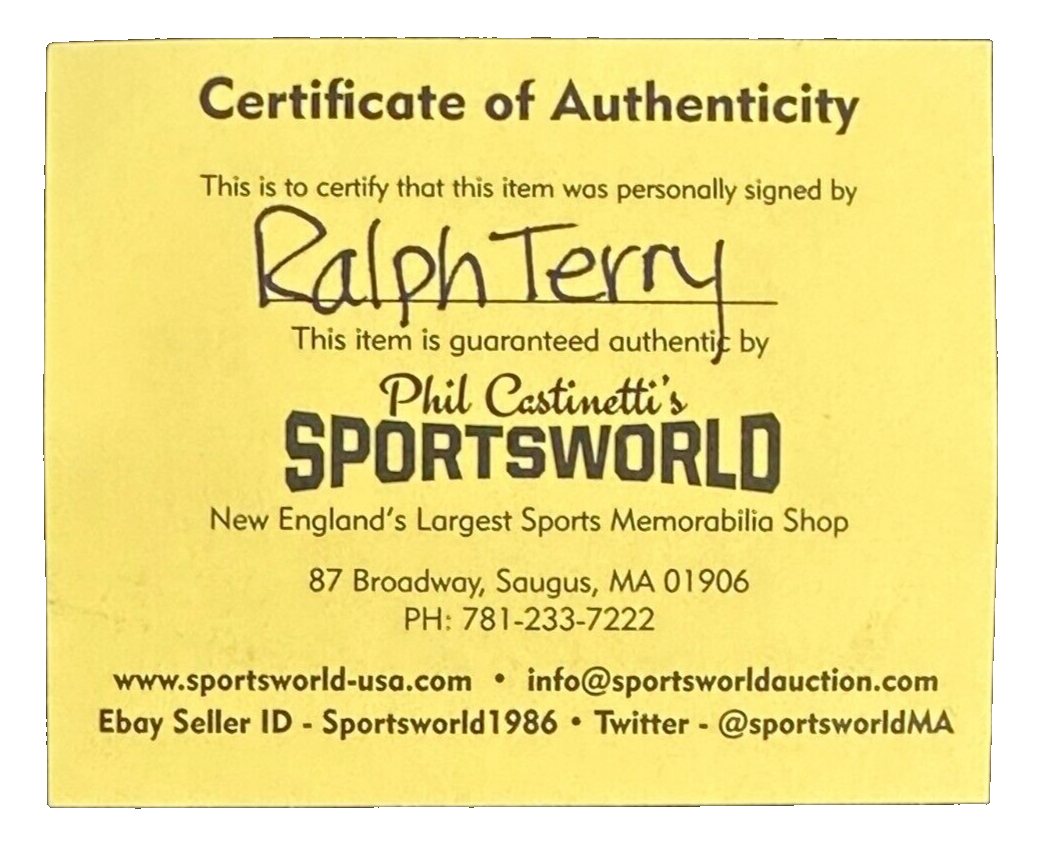 Certificate of Authenticity
This is to certify that this item was personally signed by
Ralph Terry
This item is guaranteed authentic by
Phil Castinetti's
SPORTSWORLD
New England's Largest Sports Memorabilia Shop
87 Broadway, Saugus, MA 01906
PH: 781-233-7222
www.sportsworld-usa.com • info@sportsworldauction.com
Ebay Seller ID - Sportsworld1986 • Twitter - @sportsworldMA